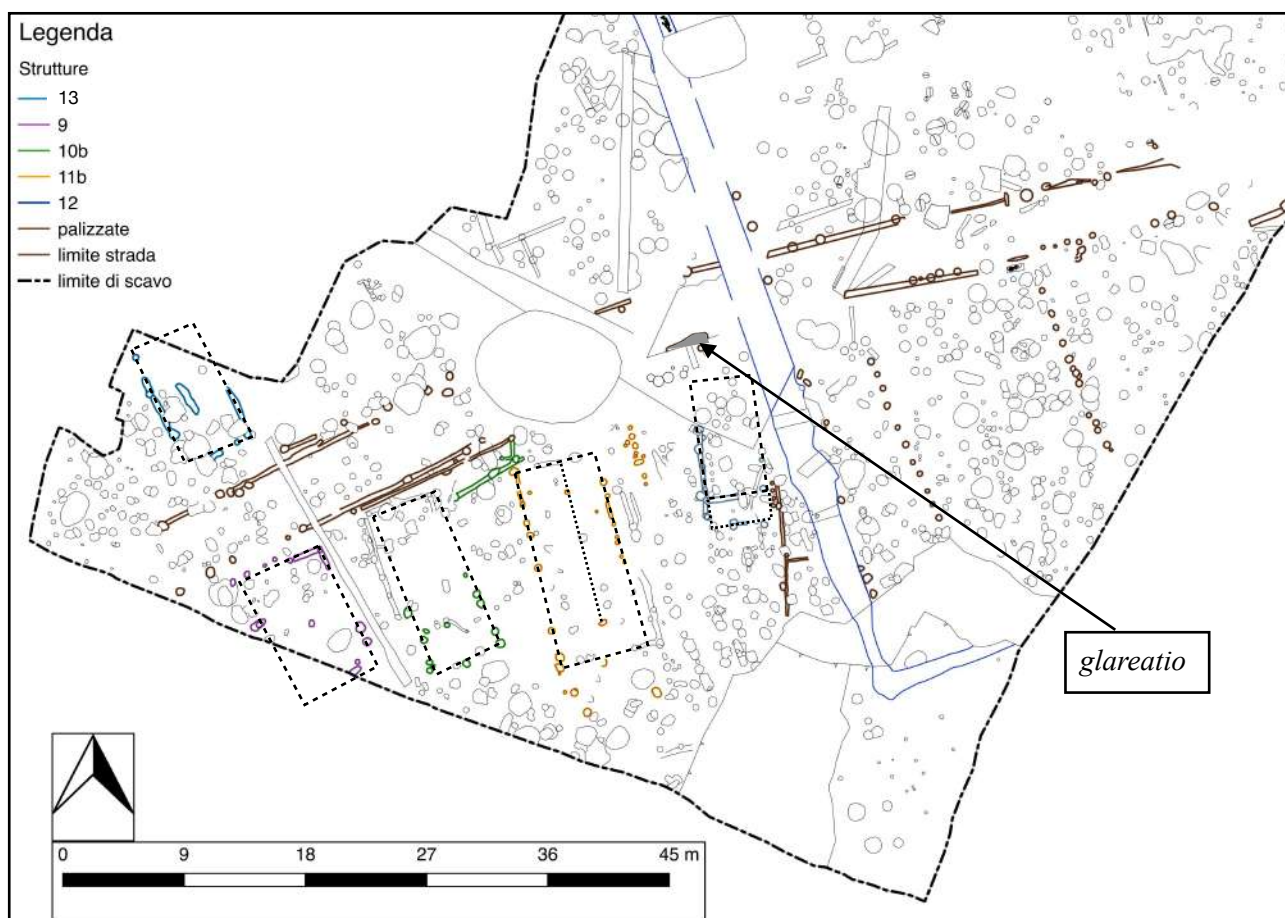 Legenda
Strutture
13
9
10b
11b
12
palizzate
limite strada
limite di scavo
glareatio
0 9 18 27 36 45 m